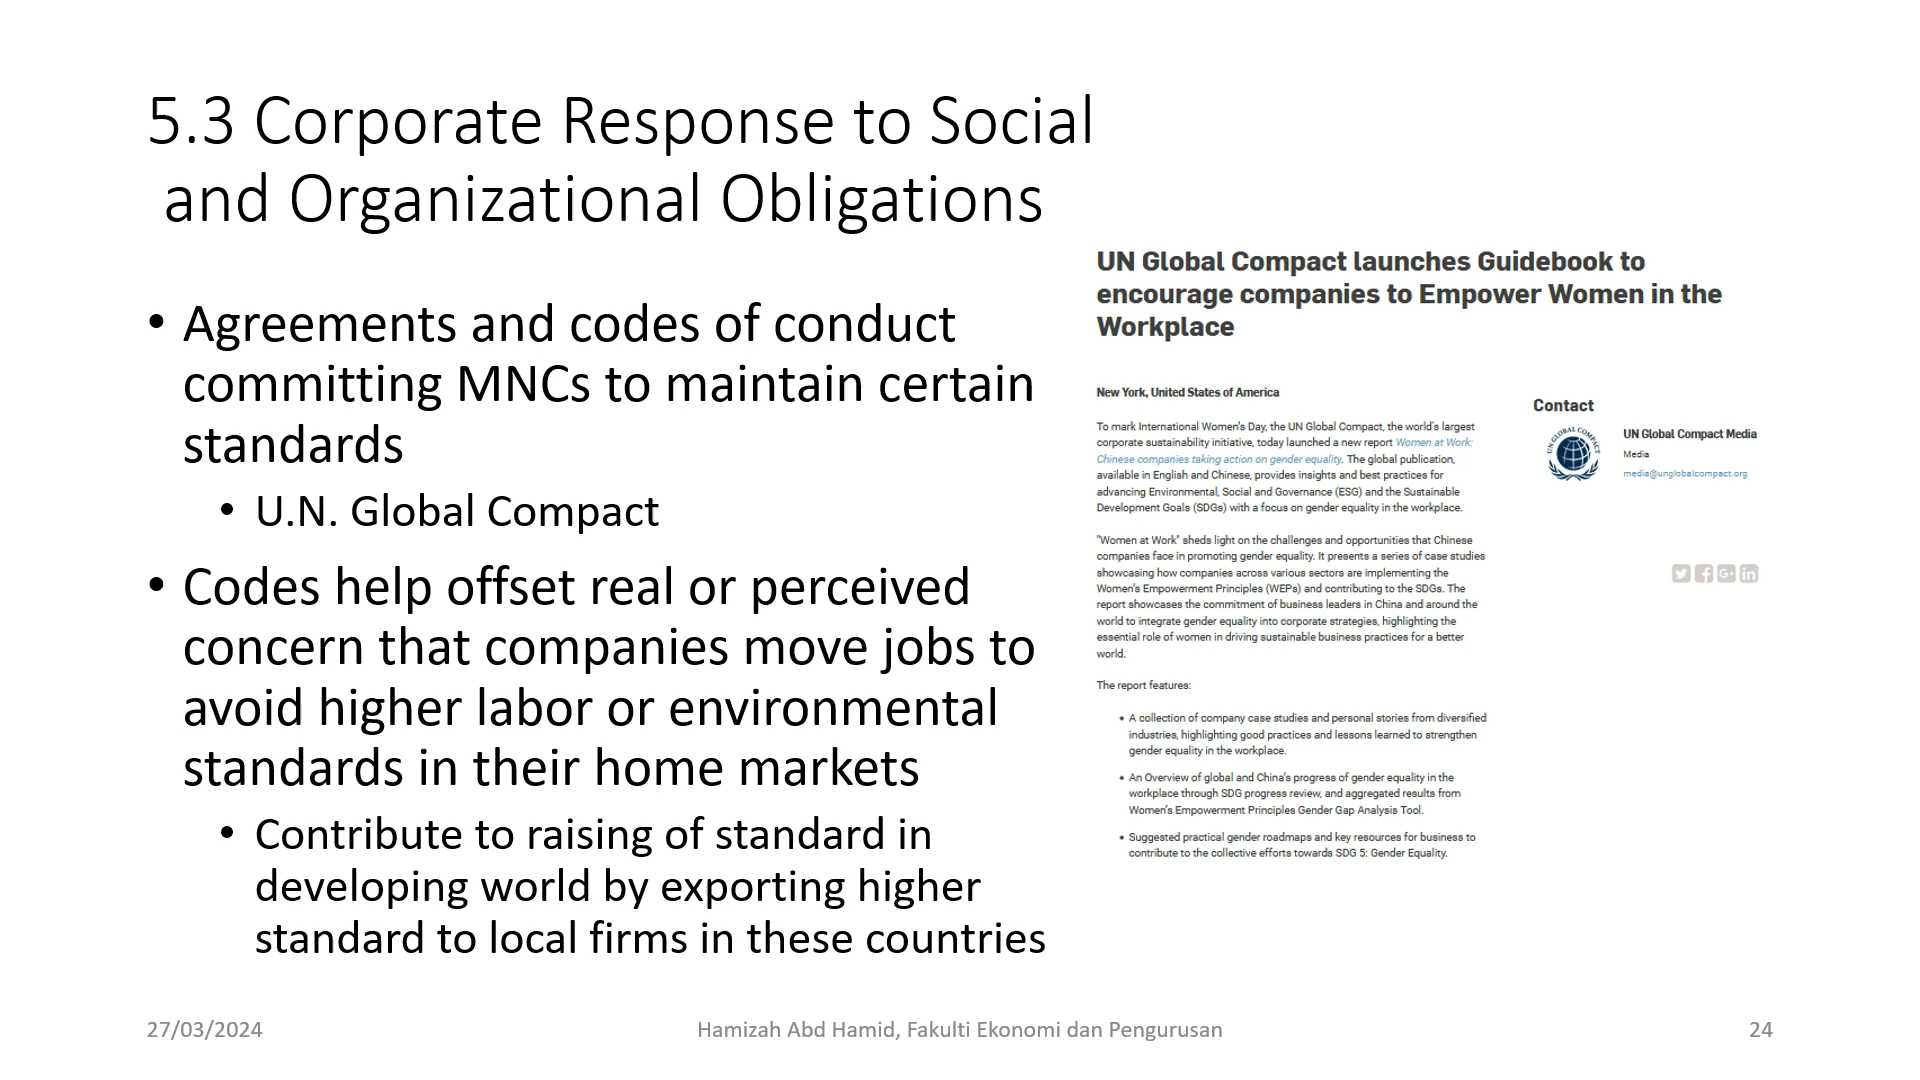 5.3 Corporate Response to Social
and Organizational Obligations
• Agreements and codes of conduct
committing MNCs to maintain certain
standards
• U.N. Global Compact
• Codes help offset real or perceived
concern that companies move jobs to
avoid higher labor or environmental
standards in their home markets
• Contribute to raising of standard in
developing world by exporting higher
standard to local firms in these countries
UN Global Compact launches Guidebook to
encourage companies to Empower Women in the
Workplace
New York, United States of America
To mark International Women's Day, the UN Global Compact, the world's largest
corporate sustainability initiative, today launched a new report Women at Work:
Chinese companies taking action on gender equality. The global publication,
available in English and Chinese, provides insights and best practices for
advancing Environmental, Social and Governance (ESG) and the Sustainable
Development Goals (SDGs) with a focus on gender equality in the workplace.
"Women at Work" sheds light on the challenges and opportunities that Chinese
companies face in promoting gender equality. It presents a series of case studies
showcasing how companies across various sectors are implementing the
Women's Empowerment Principles (WEPs) and contributing to the SDGs. The
report showcases the commitment of business leaders in China and around the
world to integrate gender equality into corporate strategies, highlighting the
essential role of women in driving sustainable business practices for a better
world.
The report features:
• A collection of company case studies and personal stories from diversified
industries, highlighting good practices and lessons learned to strengthen
gender equality in the workplace.
• An Overview of global and China's progress of gender equality in the
workplace through SDG progress review, and aggregated results from
Women's Empowerment Principles Gender Gap Analysis Tool.
• Suggested practical gender roadmaps and key resources for business to
contribute to the collective efforts towards SDG 5: Gender Equality.
Contact
UN GLOBAL COMPACT
UN Global Compact Media
Media
media@unglobalcompact.org
27/03/2024
Hamizah Abd Hamid, Fakulti Ekonomi dan Pengurusan
24